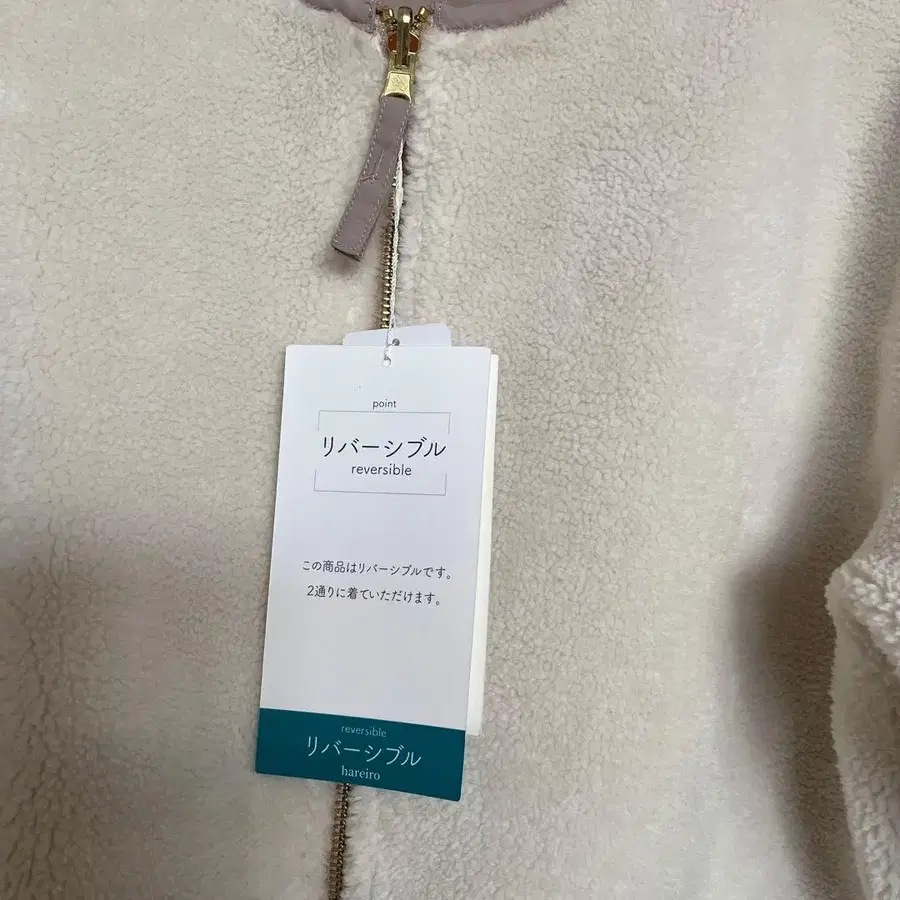 point
リバーシブル
reversible
この商品はリバーシブルです。
2通りに着ていただけます。
reversible
リバーシブル
hareiro